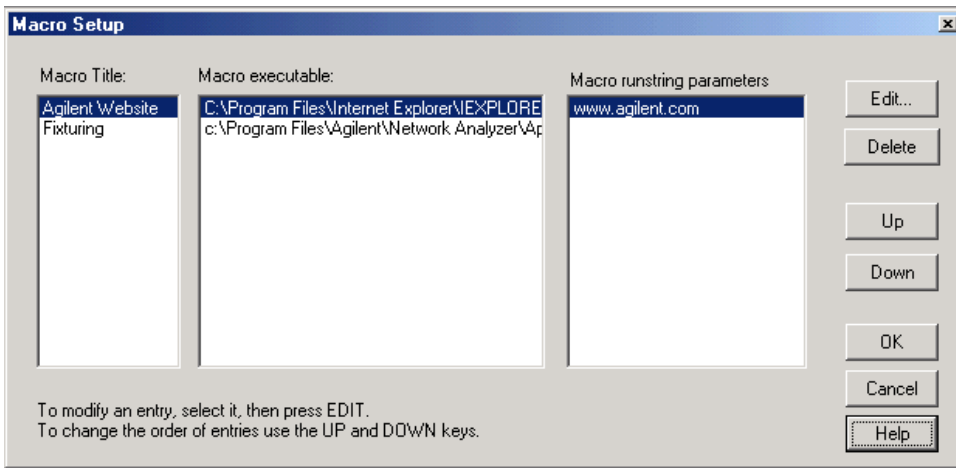 Macro Setup
Macro Title:
Macro executable:
Macro runstring parameters
Agilent Website
C:\Program Files\Internet Explorer\IEXPLORE
www.agilent.com
Fixturing
c:\Program Files\Agilent\Network Analyzer\Ap
Edit...
Delete
Up
Down
OK
Cancel
Help
To modify an entry, select it, then press EDIT.
To change the order of entries use the UP and DOWN keys.